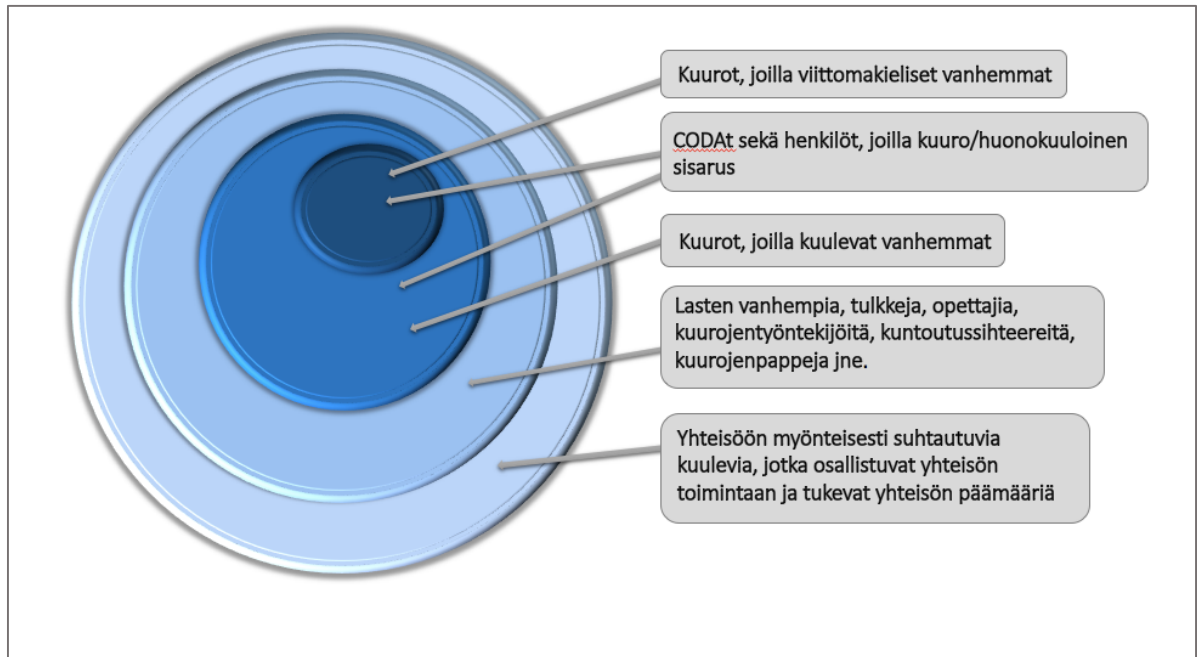 Kuurot, joilla viittomakieliset vanhemmat
CODAt sekä henkilöt, joilla kuuro/huonokuuloinen
sisarus
Kuurot, joilla kuulevat vanhemmat
Lasten vanhempia, tulkkeja, opettajia,
kuurojentyöntekijöitä, kuntoutussihteereitä,
kuurojenpappeja jne.
Yhteisöön myönteisesti suhtautuvia
kuulevia, jotka osallistuvat yhteisön
toimintaan ja tukevat yhteisön päämääriä